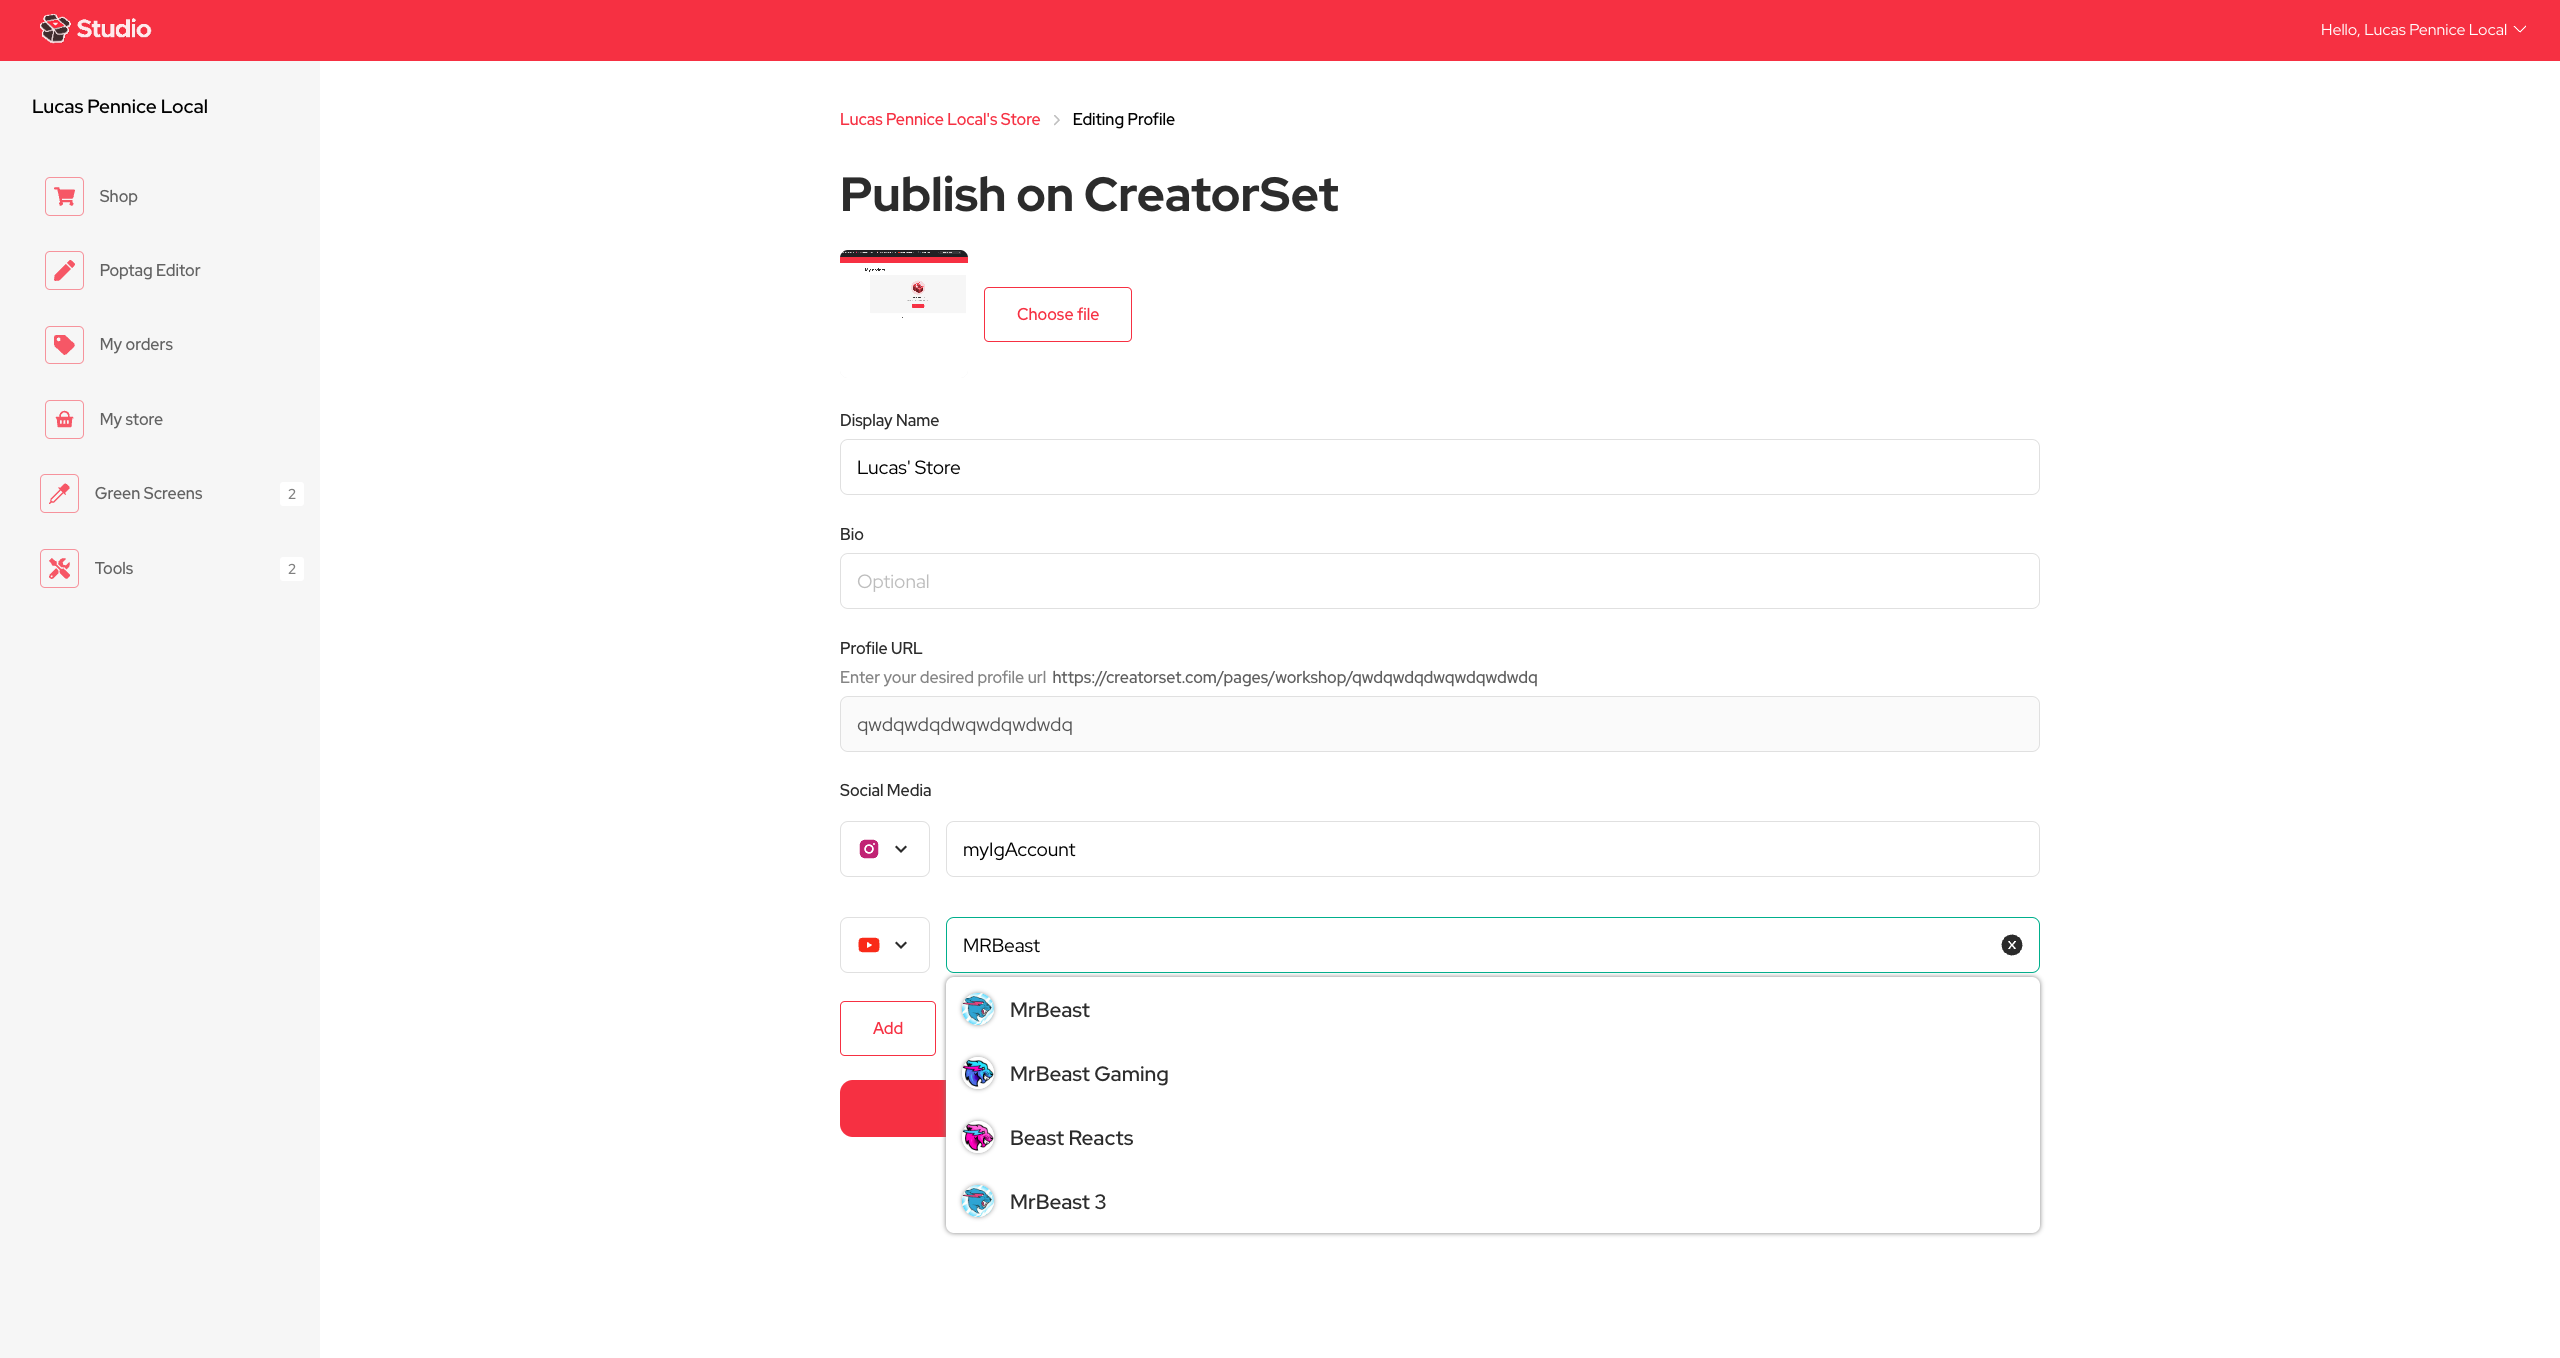 Studio
Hello, Lucas Pennice Local
Lucas Pennice Local
Shop
Poptag Editor
My orders
My store
Green Screens 2
Tools 2
Lucas Pennice Local's Store > Editing Profile
Publish on CreatorSet
Choose file
Display Name
Lucas' Store
Bio
Optional
Profile URL
Enter your desired profile url https://creatorset.com/pages/workshop/qwdqwdqdwqwdqwdwdq
qwdqwdqdwqwdqwdwdq
Social Media
myIgAccount
MRBeast
MrBeast
Add
MrBeast Gaming
Beast Reacts
MrBeast 3